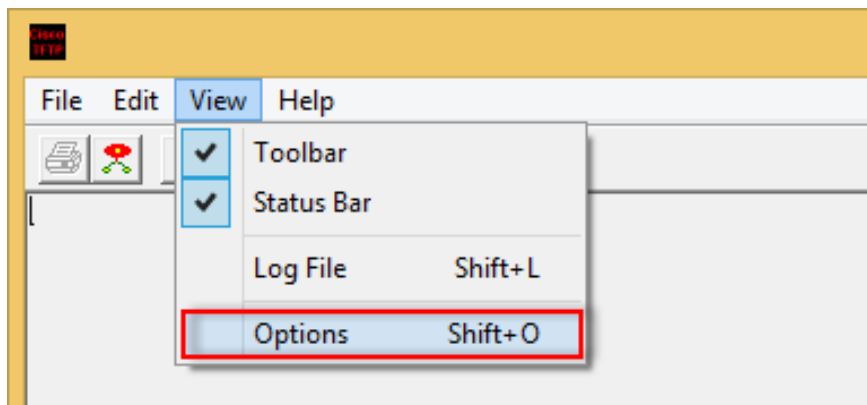 Cisco
TFTP
File Edit View Help
Toolbar
Status Bar
Log File Shift+L
Options Shift+O